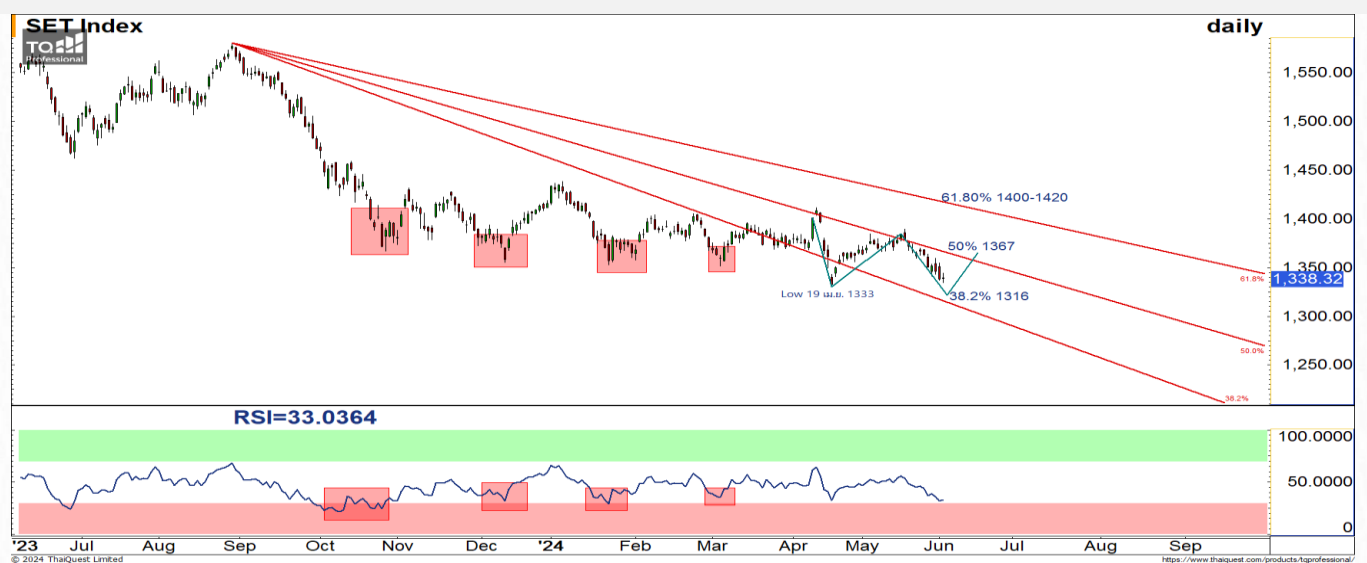 SET Index
daily
TQ
Professional
1,550.00
1,500.00
1,450.00
61.80% 1400-1420
1,400.00
50% 1367
1,350.00
61.8%
1,338.32
Low 19 เม.ย. 1333
38.2% 1316
1,300.00
50.0%
1,250.00
38.2%
RSI=33.0364
100.0000
50.0000
0
'23 Jul Aug Sep Oct Nov Dec '24 Feb Mar Apr May Jun Jul Aug Sep
© 2024 ThaiQuest Limited
https://www.thaiquest.com/products/tqprofessional/